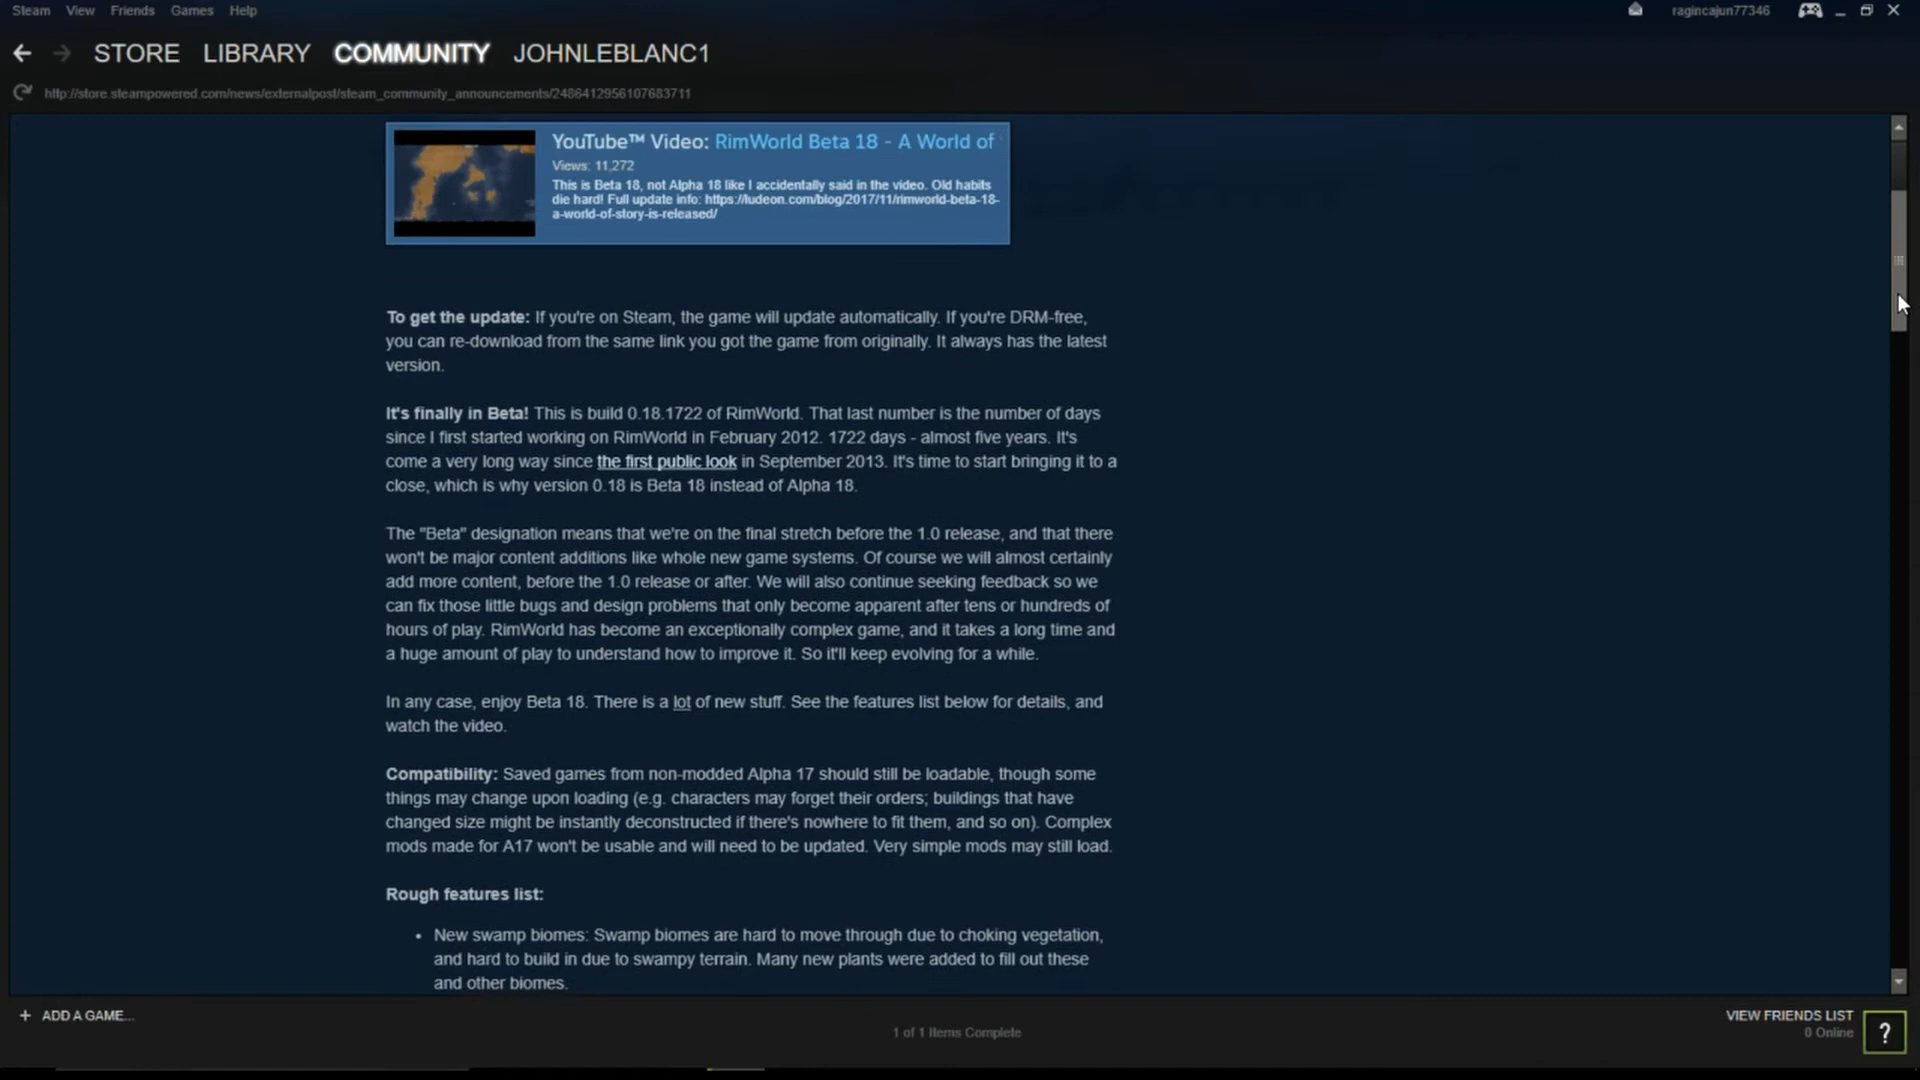 Steam View Friends Games Help
ragincajun77346
STORE LIBRARY COMMUNITY JOHNLEBLANC1
http://store.steampowered.com/news/externalpost/steam_community_announcements/2486412956107683711
YouTube™ Video: RimWorld Beta 18 - A World of
Views: 11,272
This is Beta 18, not Alpha 18 like I accidentally said in the video. Old habits
die hard! Full update info: https://ludeon.com/blog/2017/11/rimworld-beta-18-
a-world-of-story-is-released/
To get the update: If you're on Steam, the game will update automatically. If you're DRM-free,
you can re-download from the same link you got the game from originally. It always has the latest
version.
It's finally in Beta! This is build 0.18.1722 of RimWorld. That last number is the number of days
since I first started working on RimWorld in February 2012. 1722 days - almost five years. It's
come a very long way since the first public look in September 2013. It's time to start bringing it to a
close, which is why version 0.18 is Beta 18 instead of Alpha 18.
The "Beta" designation means that we're on the final stretch before the 1.0 release, and that there
won't be major content additions like whole new game systems. Of course we will almost certainly
add more content, before the 1.0 release or after. We will also continue seeking feedback so we
can fix those little bugs and design problems that only become apparent after tens or hundreds of
hours of play. RimWorld has become an exceptionally complex game, and it takes a long time and
a huge amount of play to understand how to improve it. So it'll keep evolving for a while.
In any case, enjoy Beta 18. There is a lot of new stuff. See the features list below for details, and
watch the video.
Compatibility: Saved games from non-modded Alpha 17 should still be loadable, though some
things may change upon loading (e.g. characters may forget their orders; buildings that have
changed size might be instantly deconstructed if there's nowhere to fit them, and so on). Complex
mods made for A17 won't be usable and will need to be updated. Very simple mods may still load.
Rough features list:
• New swamp biomes: Swamp biomes are hard to move through due to choking vegetation,
and hard to build in due to swampy terrain. Many new plants were added to fill out these
and other biomes.
+ ADD A GAME...
1 of 1 Items Complete
VIEW FRIENDS LIST
0 Online
?